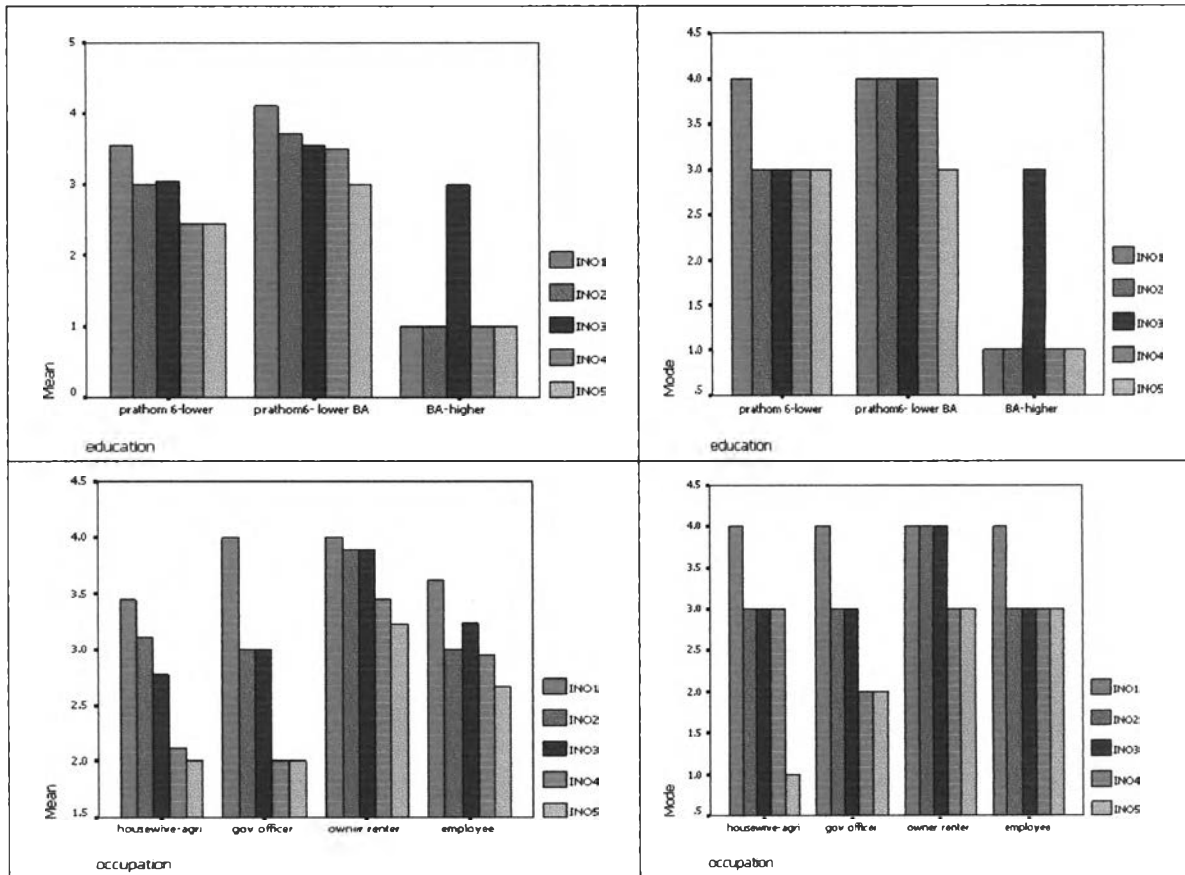 5
4
3
2
1
0
Mean
prathom 6-lower
prathom6- lower BA
BA-higher
education
INO1
INO2
INO3
INO4
INO5
4.5
4.0
3.5
3.0
2.5
2.0
1.5
1.0
.5
Mode
prathom 6-lower
prathom6- lower BA
BA-higher
education
INO1
INO2
INO3
INO4
INO5
4.5
4.0
3.5
3.0
2.5
2.0
1.5
Mean
housewive-agri
gov officer
owner renter
employee
occupation
INO1
INO2
INO3
INO4
INO5
4.5
4.0
3.5
3.0
2.5
2.0
1.5
1.0
.5
Mode
housewive-agri
gov officer
owner renter
employee
occupation
INO1
INO2
INO3
INO4
INO5